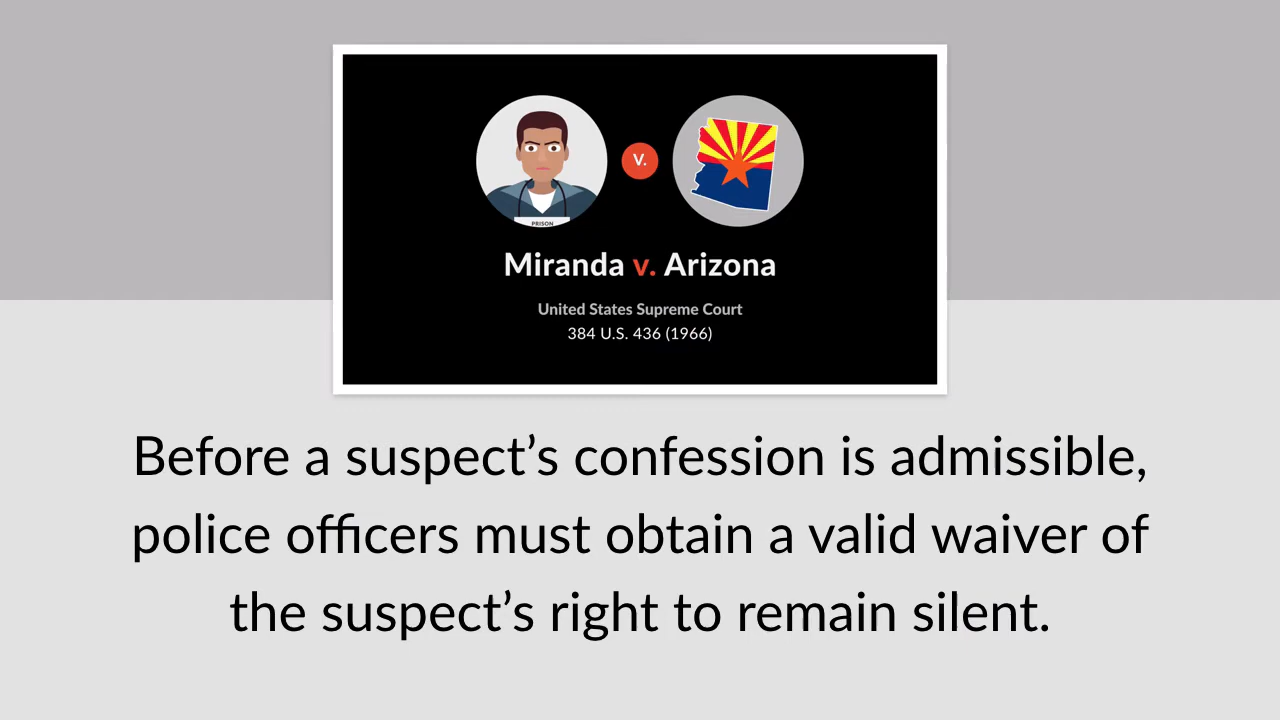 PRISON
V.
Miranda v. Arizona
United States Supreme Court
384 U.S. 436 (1966)
Before a suspect’s confession is admissible,
police officers must obtain a valid waiver of
the suspect’s right to remain silent.